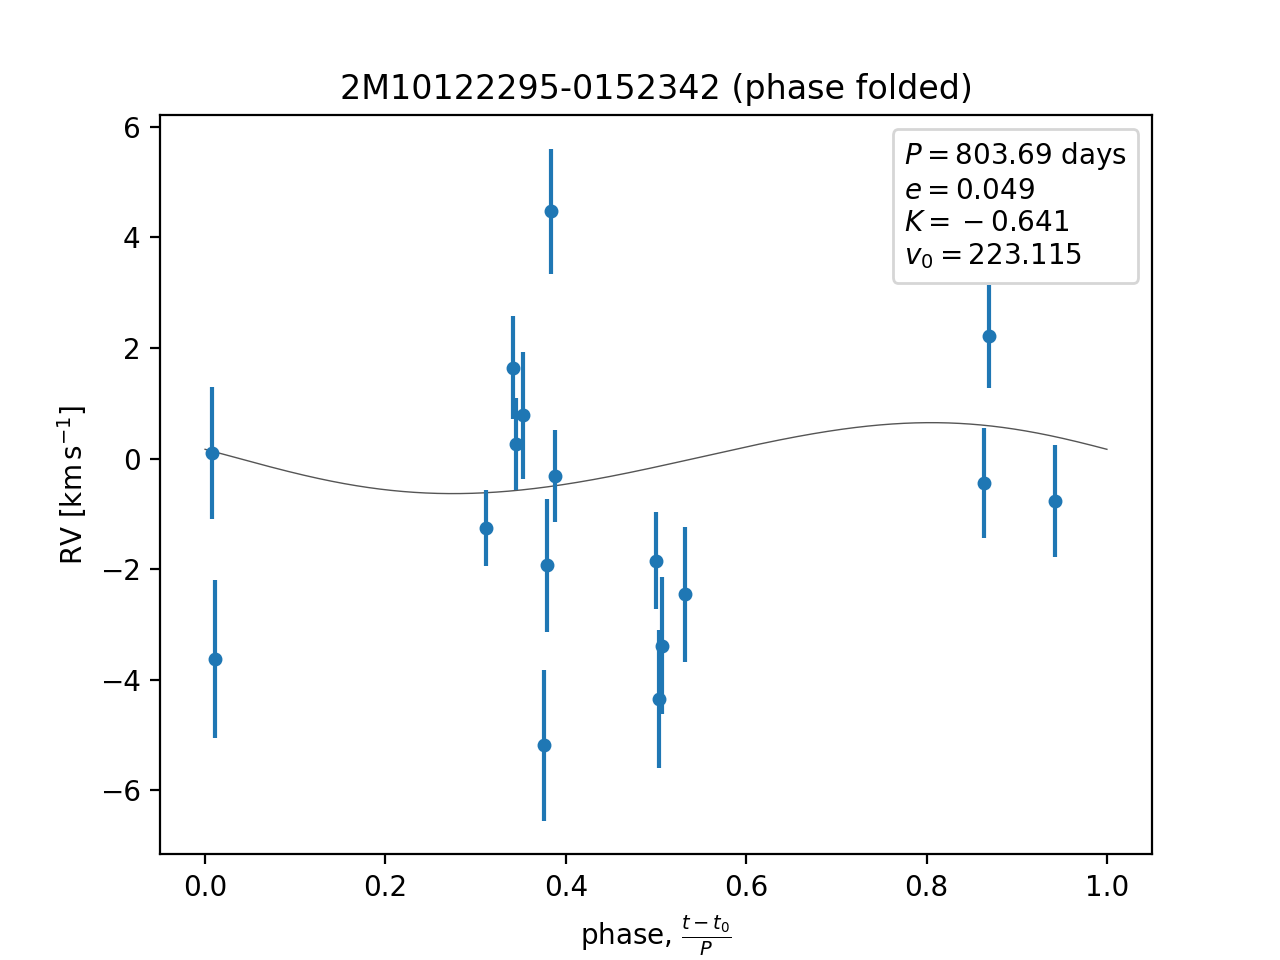 2M10122295-0152342 (phase folded)
P = 803.69 days
e = 0.049
K = −0.641
v₀ = 223.115
RV [km s⁻¹]
6
4
2
0
−2
−4
−6
0.0 0.2 0.4 0.6 0.8 1.0
phase, (t − t₀)/P